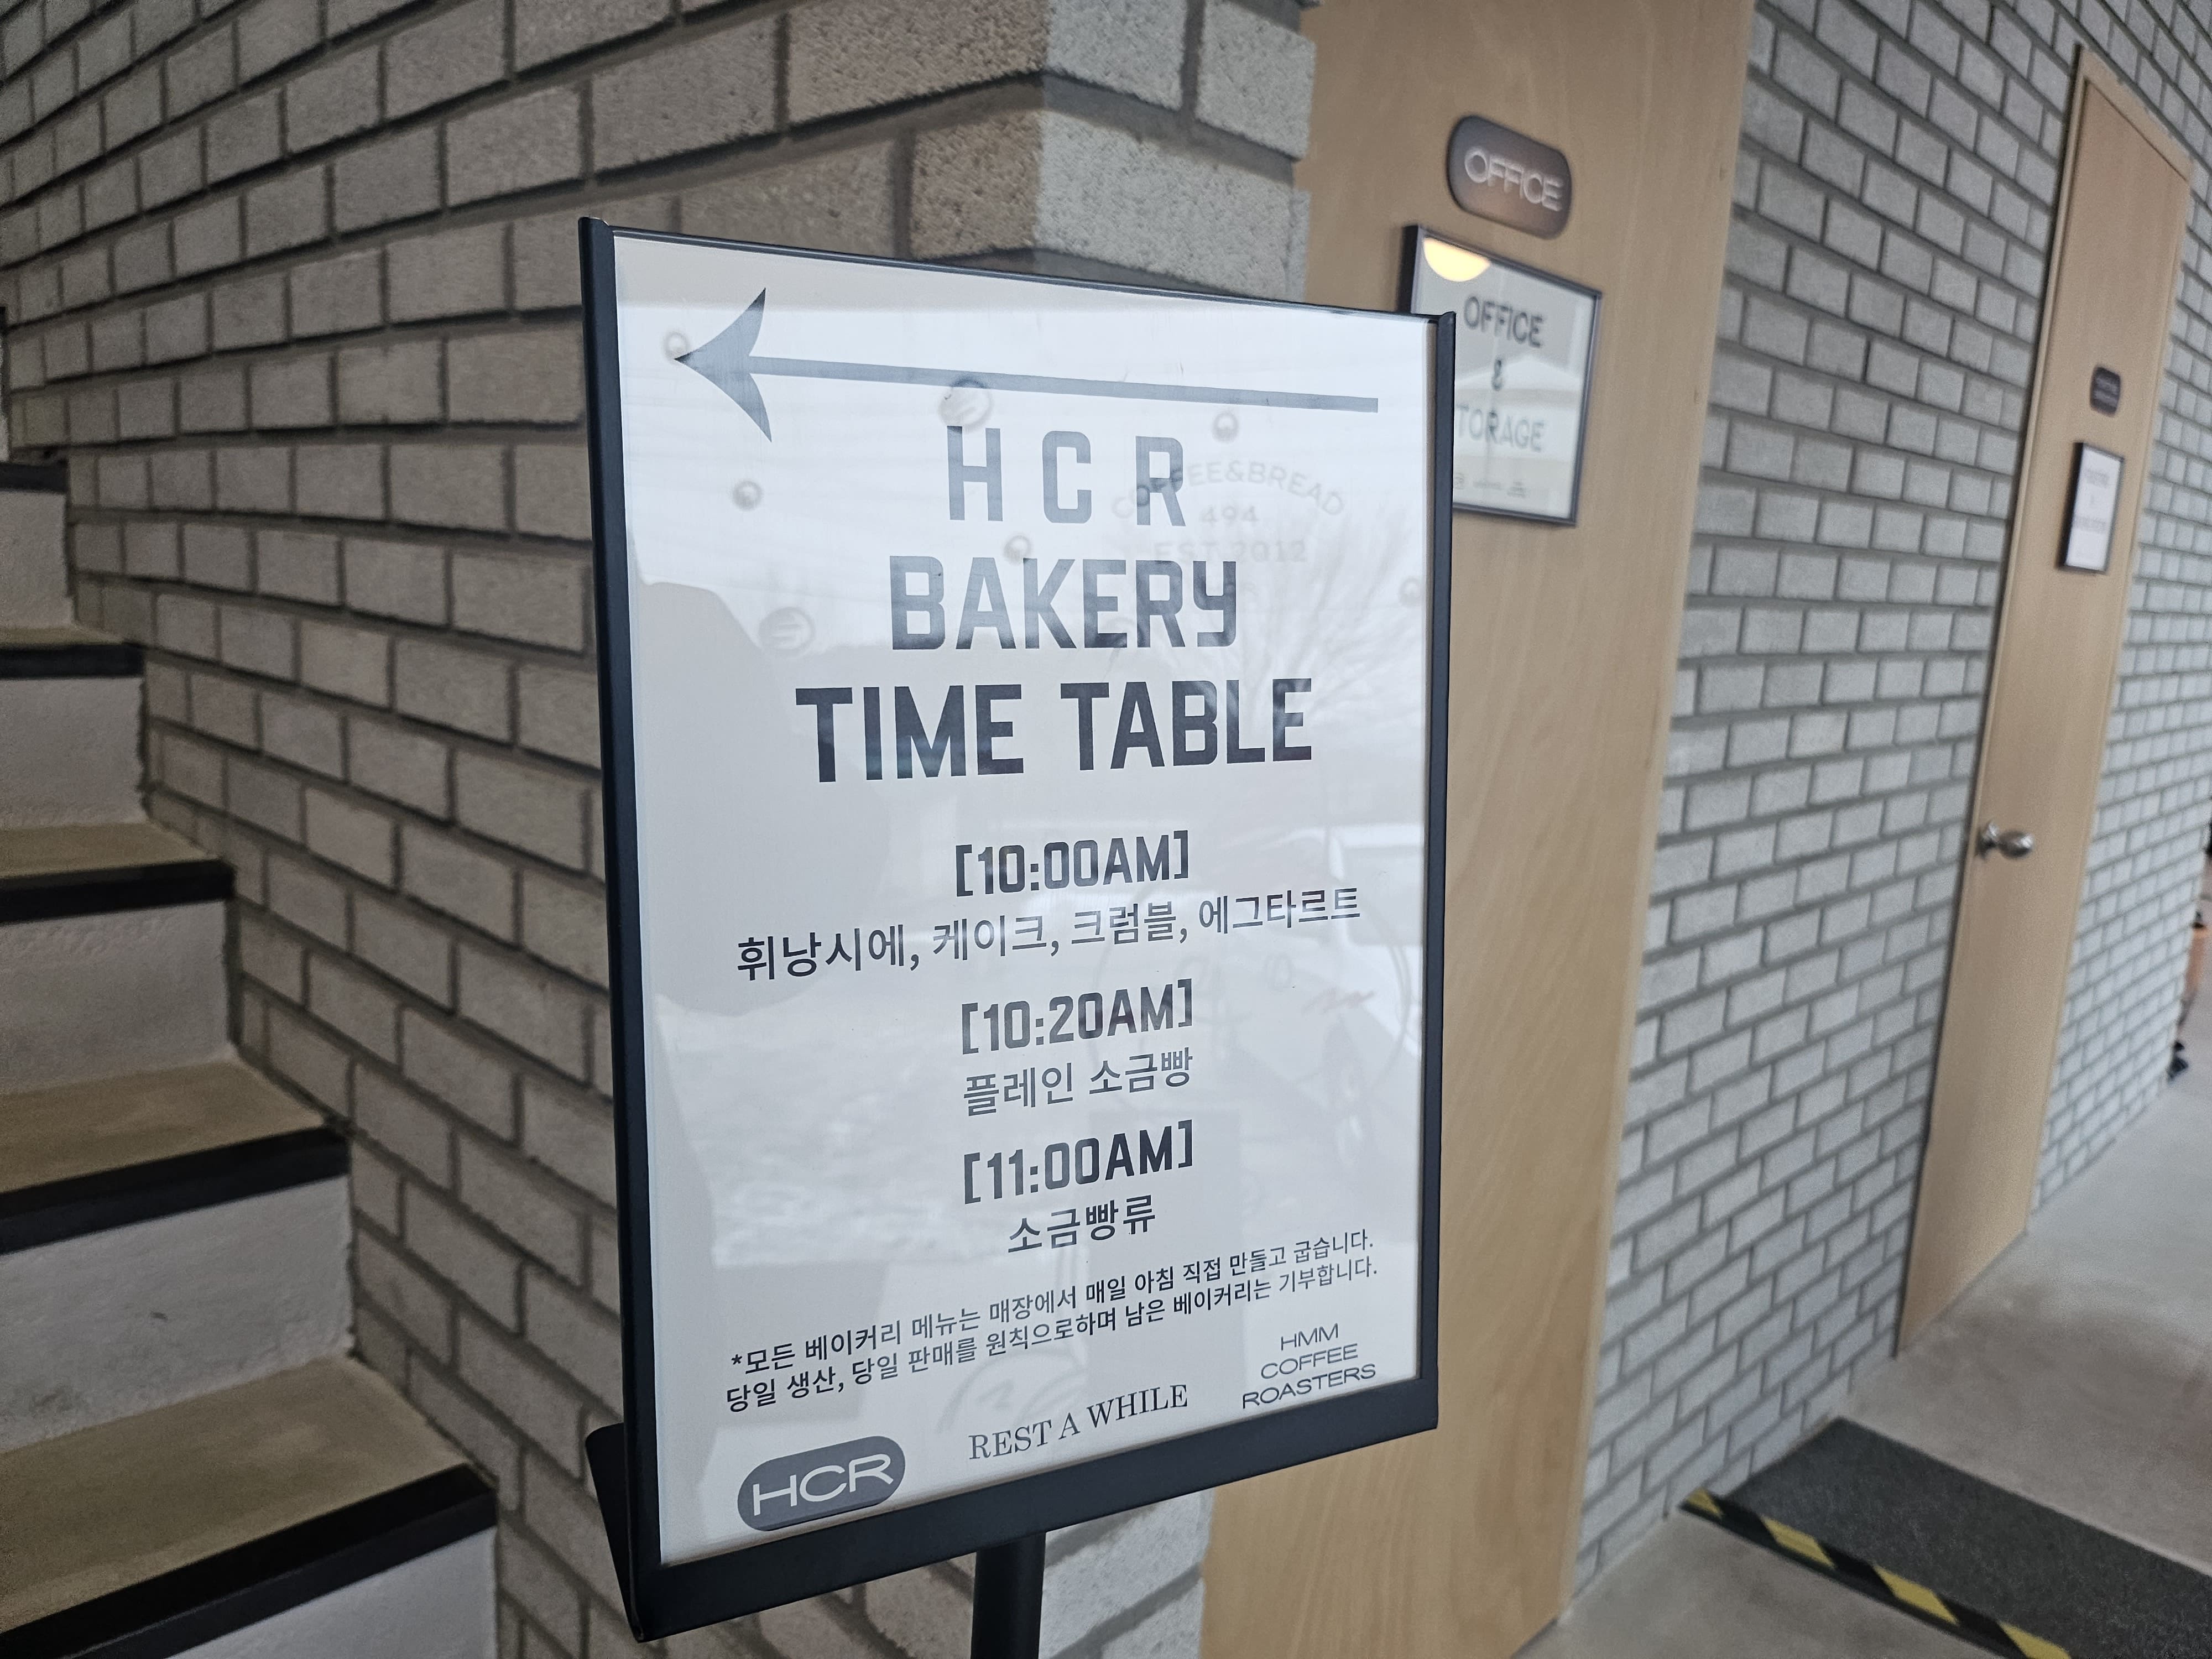 OFFICE
OFFICE
&
TORAGE
H C R
BAKERY
TIME TABLE
COFFEE&BREAD
494
EST 2012
[10:00AM]
휘낭시에, 케이크, 크럼블, 에그타르트
[10:20AM]
플레인 소금빵
[11:00AM]
소금빵류
*모든 베이커리 메뉴는 매장에서 매일 아침 직접 만들고 굽습니다.
당일 생산, 당일 판매를 원칙으로하며 남은 베이커리는 기부합니다.
HCR
REST A WHILE
HMM
COFFEE
ROASTERS